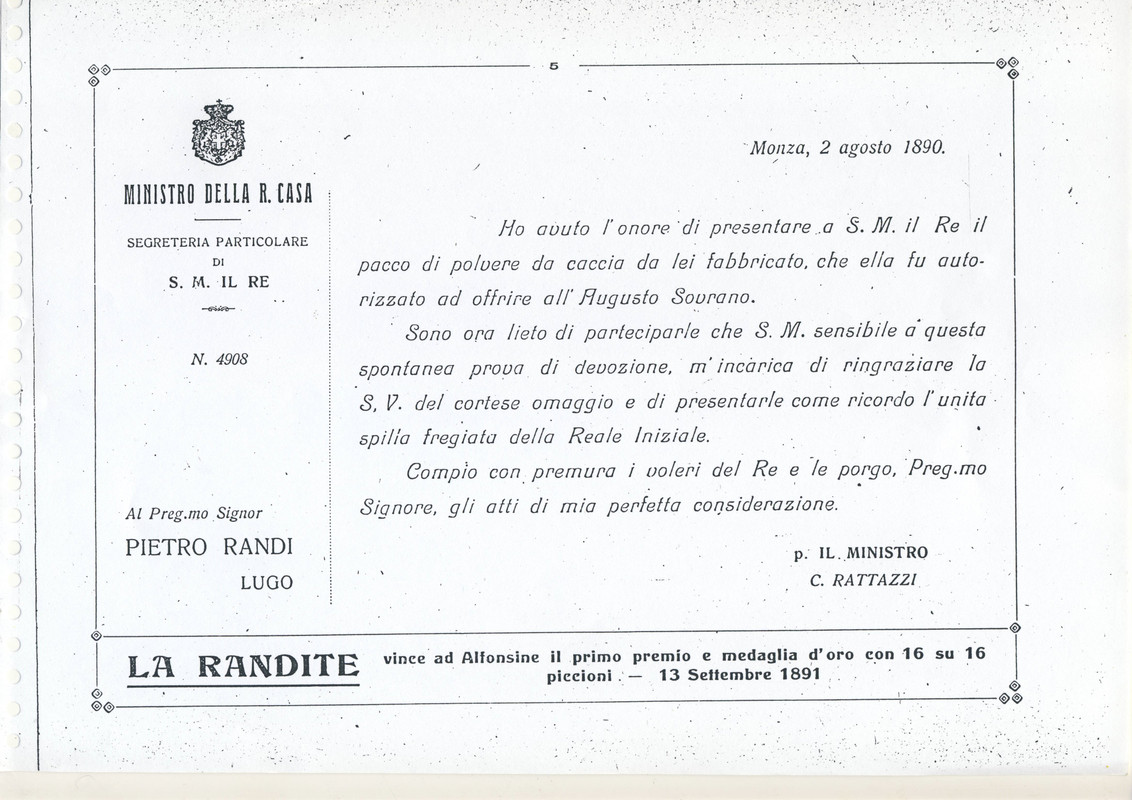 5
MINISTRO DELLA R. CASA
SEGRETERIA PARTICOLARE
DI
S. M. IL RE
N. 4908
Al Preg.mo Signor
PIETRO RANDI
LUGO
Monza, 2 agosto 1890.
Ho avuto l'onore di presentare a S. M. il Re il
pacco di polvere da caccia da lei fabbricato, che ella fu auto-
rizzato ad offrire all' Augusto Sovrano.
Sono ora lieto di parteciparle che S. M. sensibile a questa
spontanea prova di devozione, m'incarica di ringraziare la
S. V. del cortese omaggio e di presentarle come ricordo l'unita
spilla fregiata della Reale Iniziale.
Compio con premura i voleri del Re e le porgo, Preg.mo
Signore, gli atti di mia perfetta considerazione.
p. IL MINISTRO
C. RATTAZZI
LA RANDITE vince ad Alfonsine il primo premio e medaglia d'oro con 16 su 16
piccioni. — 13 Settembre 1891